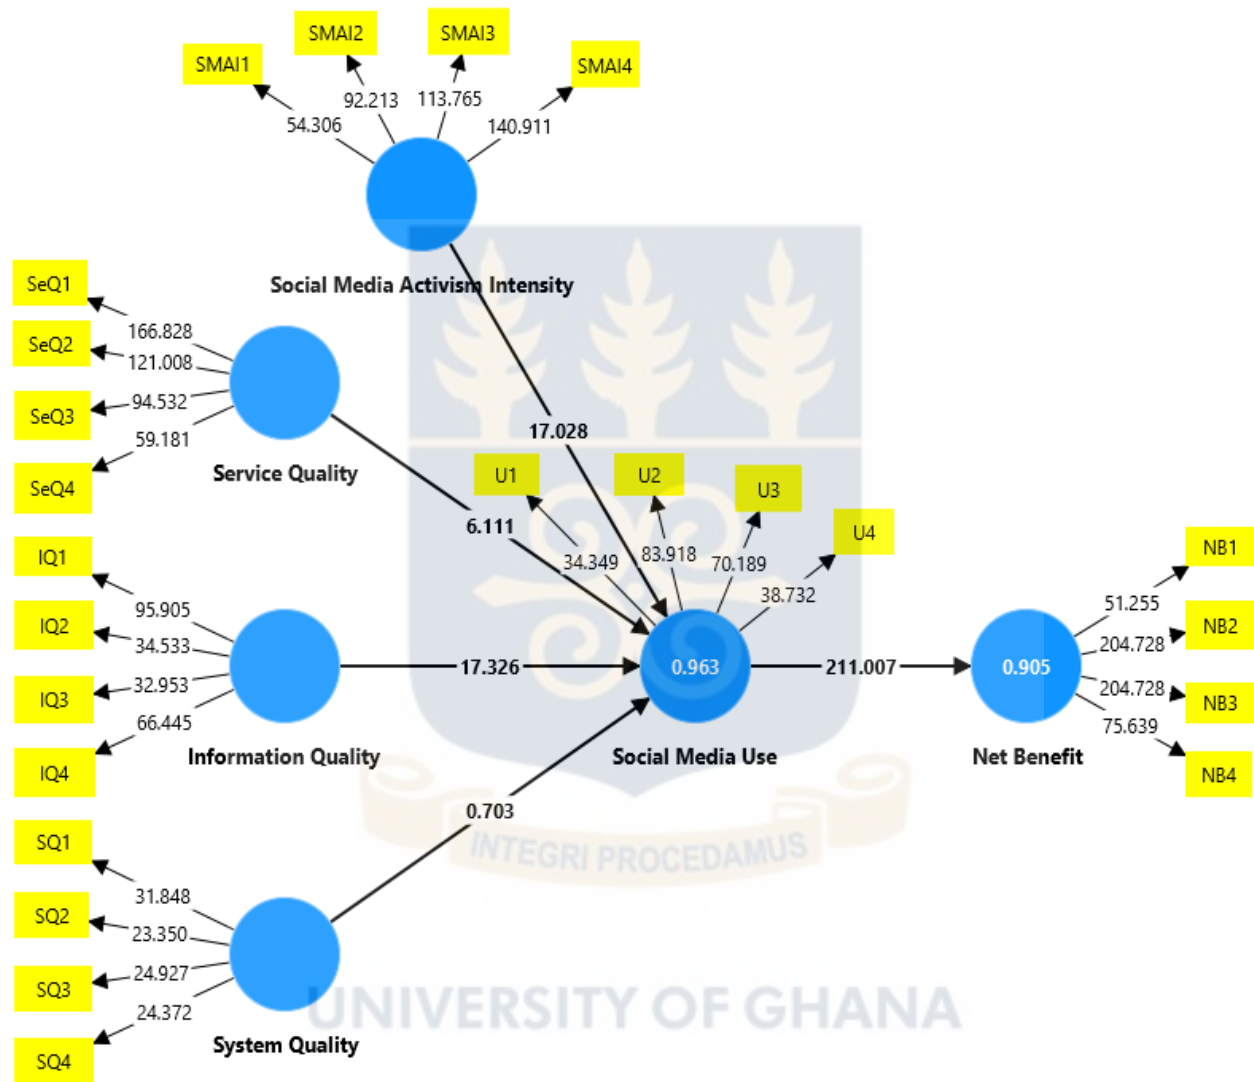 SMAI1
SMAI2
SMAI3
SMAI4
54.306
92.213
113.765
140.911
Social Media Activism Intensity
SeQ1
SeQ2
SeQ3
SeQ4
166.828
121.008
94.532
59.181
Service Quality
17.028
6.111
U1
U2
U3
U4
34.349
83.918
70.189
38.732
IQ1
IQ2
IQ3
IQ4
95.905
34.533
32.953
66.445
Information Quality
17.326
0.963
Social Media Use
211.007
0.905
Net Benefit
NB1
NB2
NB3
NB4
51.255
204.728
204.728
75.639
0.703
SQ1
SQ2
SQ3
SQ4
31.848
23.350
24.927
24.372
System Quality
INTEGRI PROCEDAMUS
UNIVERSITY OF GHANA